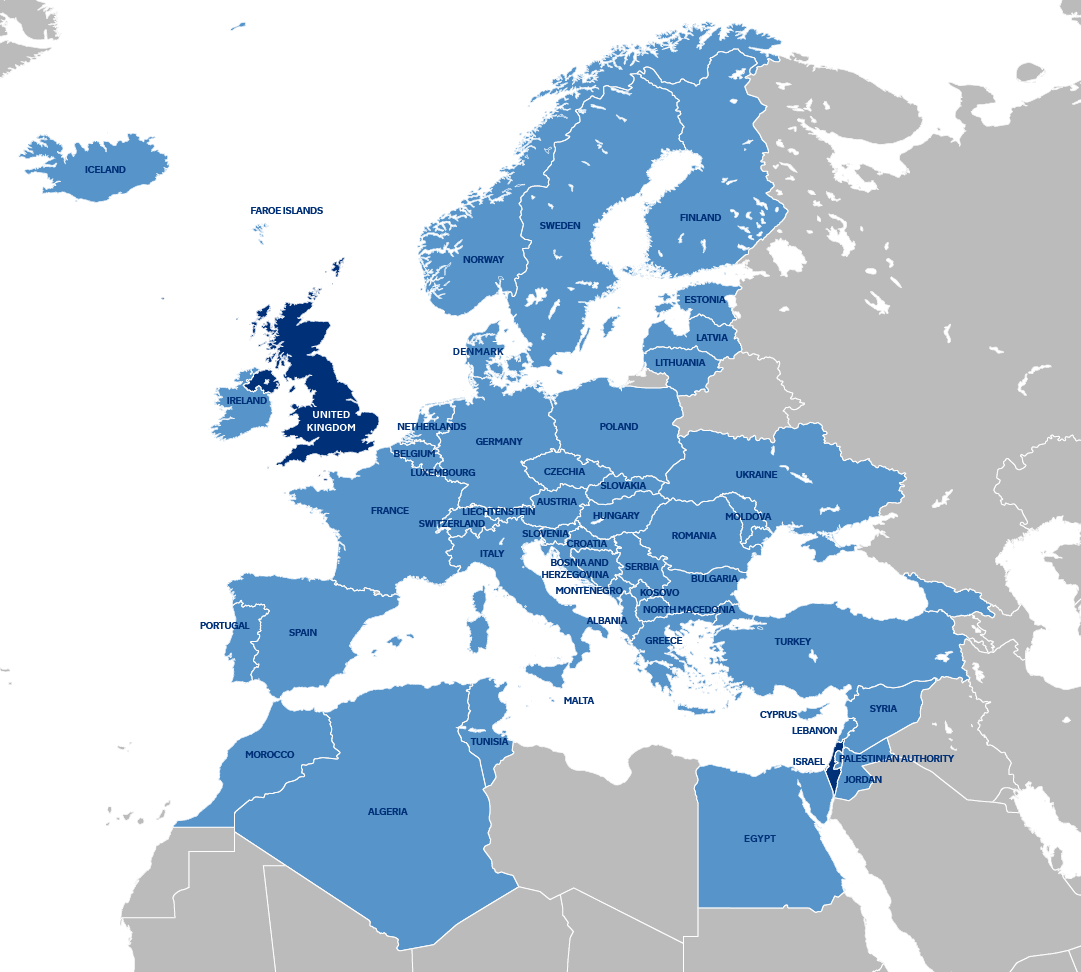 ICELAND
FAROE ISLANDS
FINLAND
SWEDEN
NORWAY
ESTONIA
LATVIA
DENMARK
LITHUANIA
IRELAND
UNITED
KINGDOM
NETHERLANDS
POLAND
GERMANY
BELGIUM
LUXEMBOURG
CZECHIA
UKRAINE
SLOVAKIA
AUSTRIA
FRANCE
LIECHTENSTEIN
HUNGARY
MOLDOVA
SWITZERLAND
SLOVENIA
ROMANIA
CROATIA
ITALY
BOSNIA AND
HERZEGOVINA
SERBIA
BULGARIA
MONTENEGRO
KOSOVO
NORTH MACEDONIA
ALBANIA
PORTUGAL
SPAIN
GREECE
TURKEY
MALTA
SYRIA
CYPRUS
LEBANON
TUNISIA
MOROCCO
ISRAEL
PALESTINIAN AUTHORITY
JORDAN
ALGERIA
EGYPT